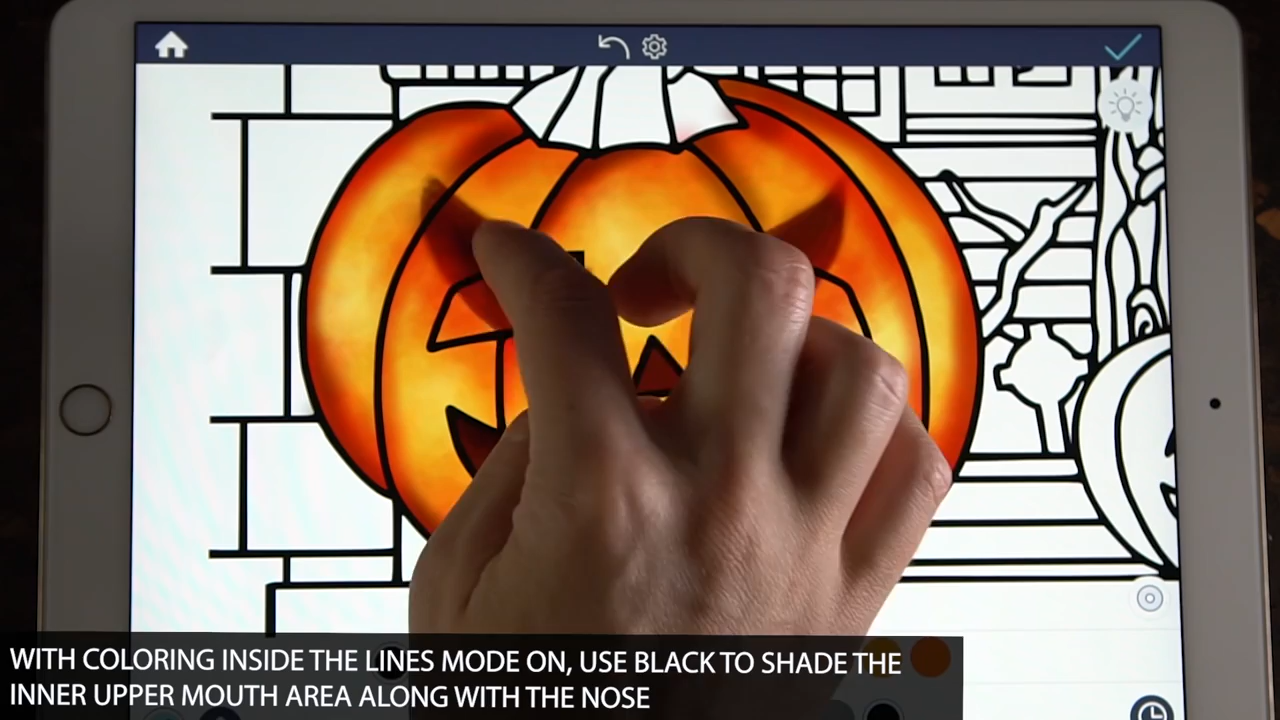 WITH COLORING INSIDE THE LINES MODE ON, USE BLACK TO SHADE THE
INNER UPPER MOUTH AREA ALONG WITH THE NOSE